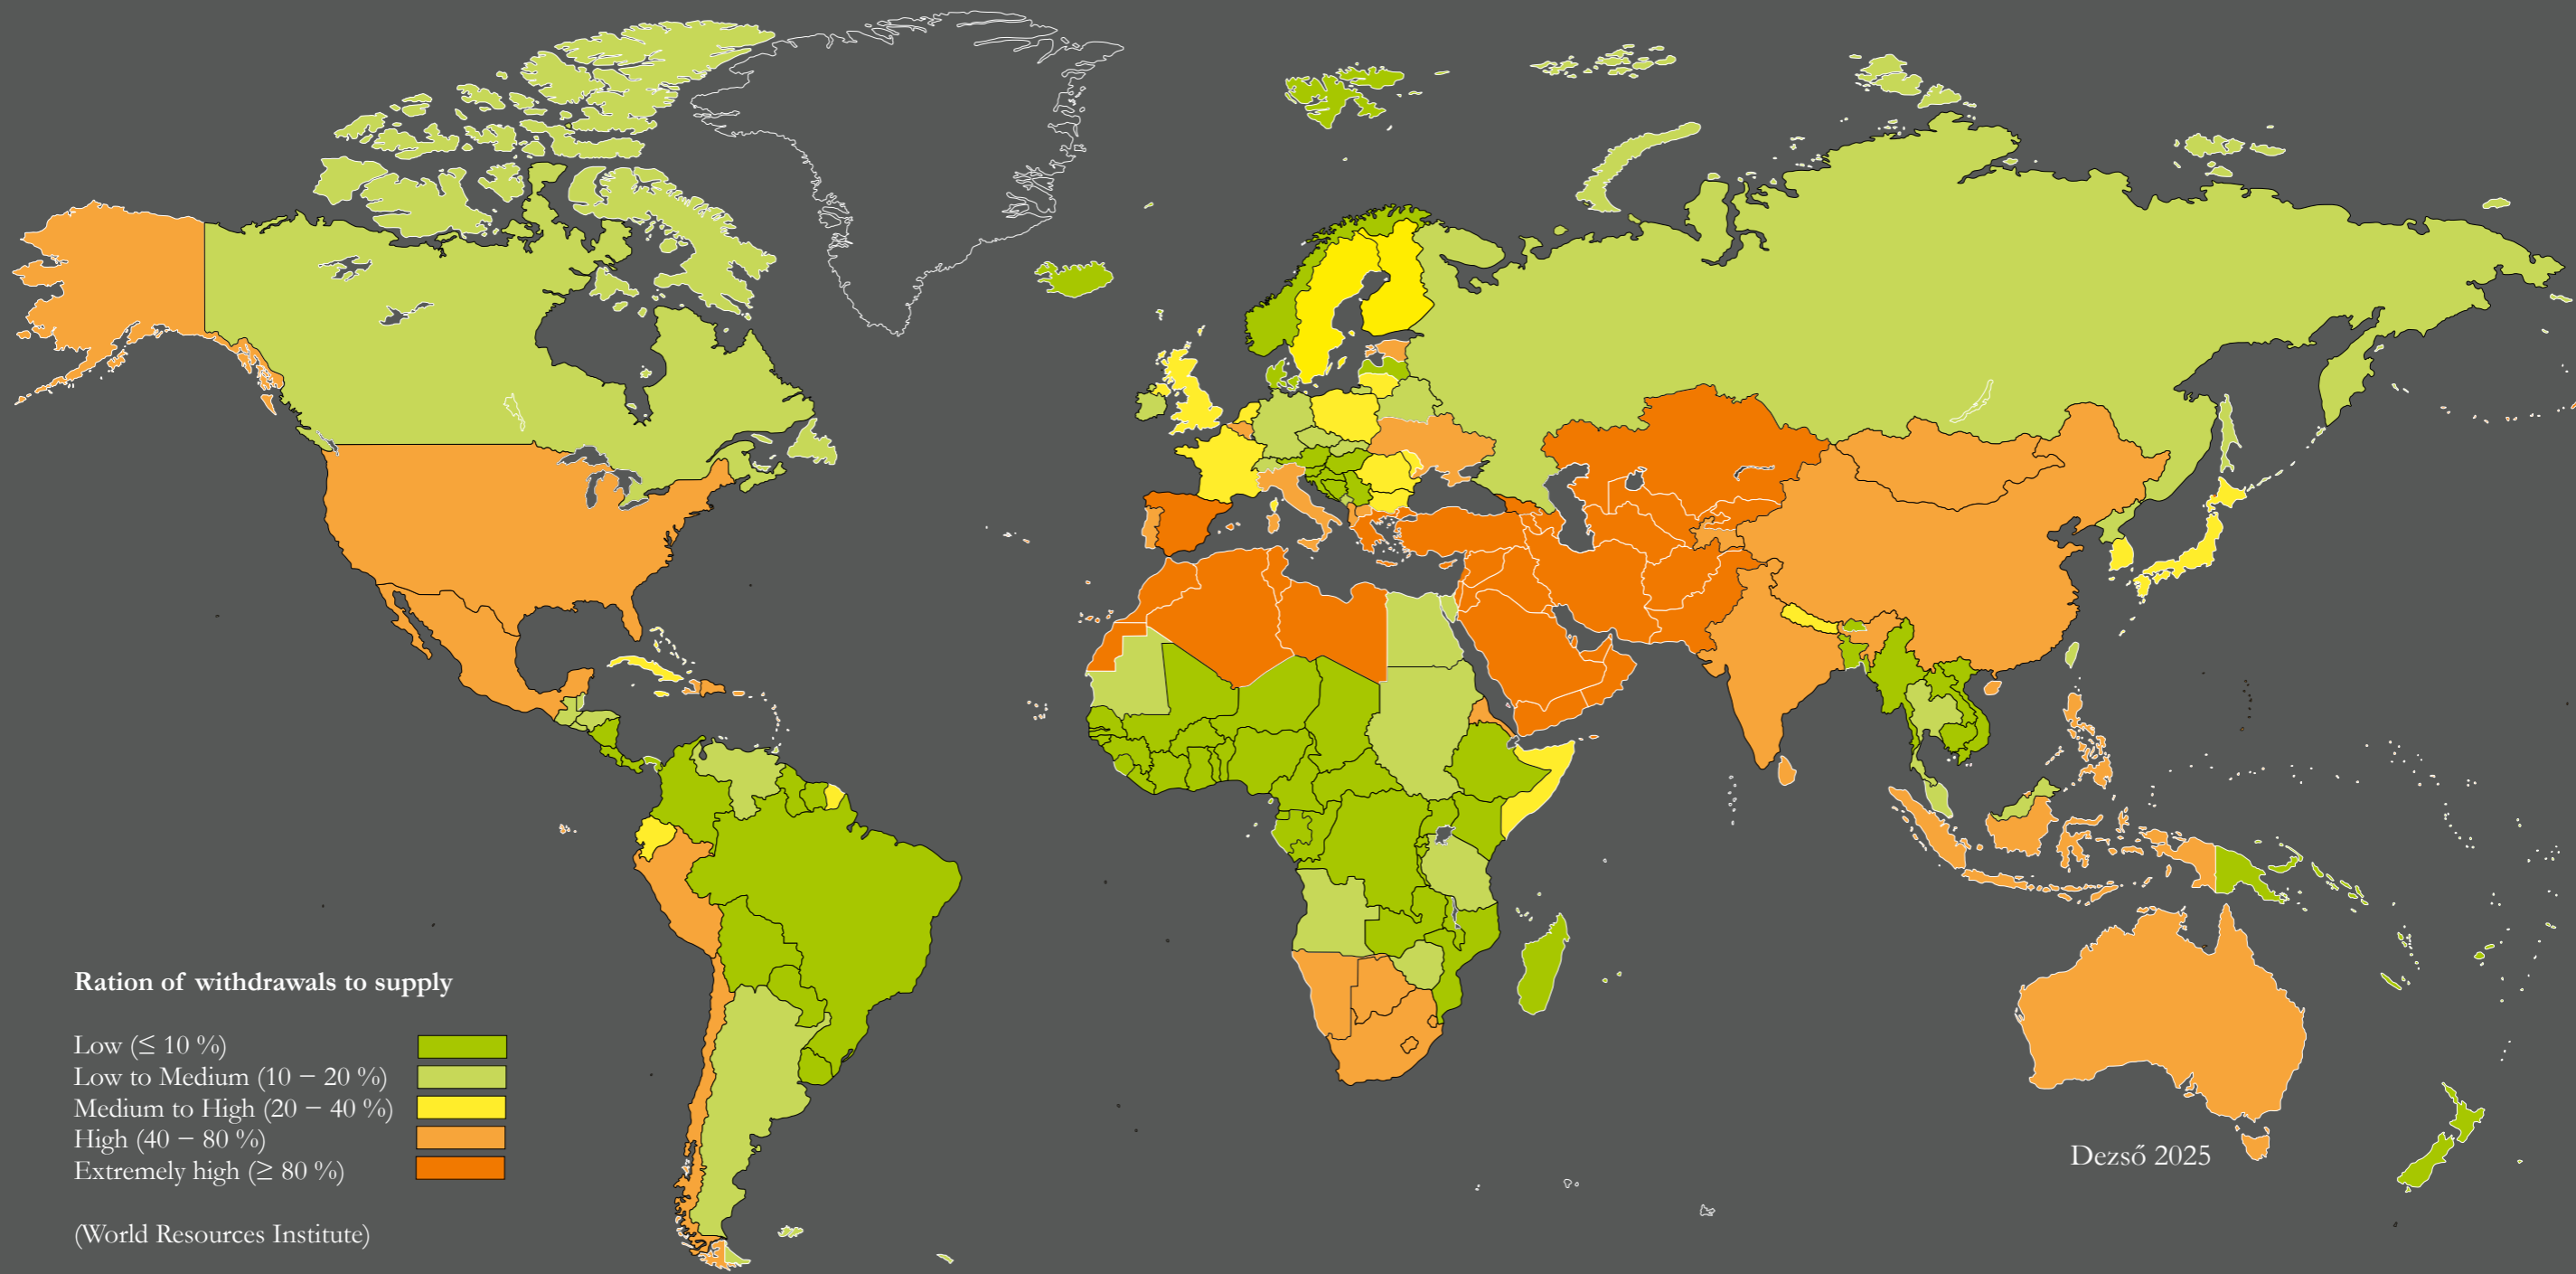 Ration of withdrawals to supply
Low (≤ 10 %)
Low to Medium (10 − 20 %)
Medium to High (20 − 40 %)
High (40 − 80 %)
Extremely high (≥ 80 %)
(World Resources Institute)
Dezső 2025